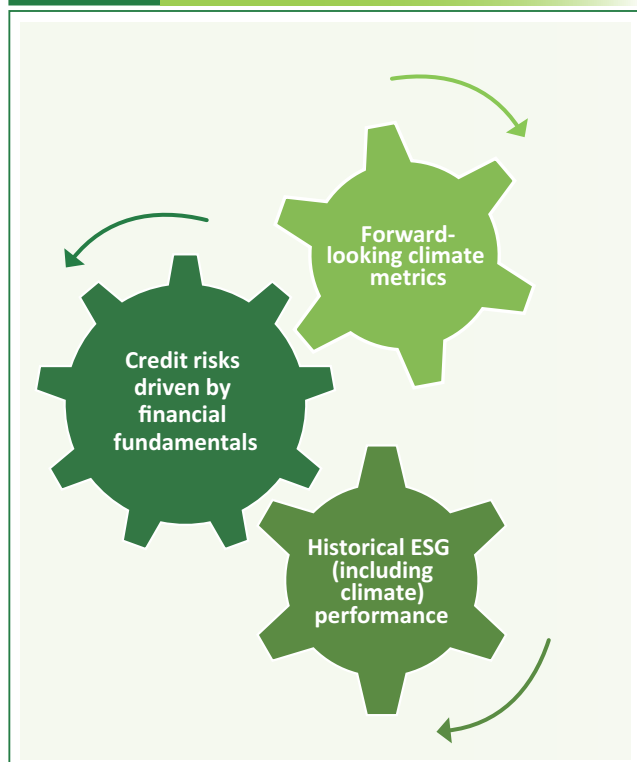 Forward-
looking climate
metrics
Credit risks
driven by
financial
fundamentals
Historical ESG
(including
climate)
performance